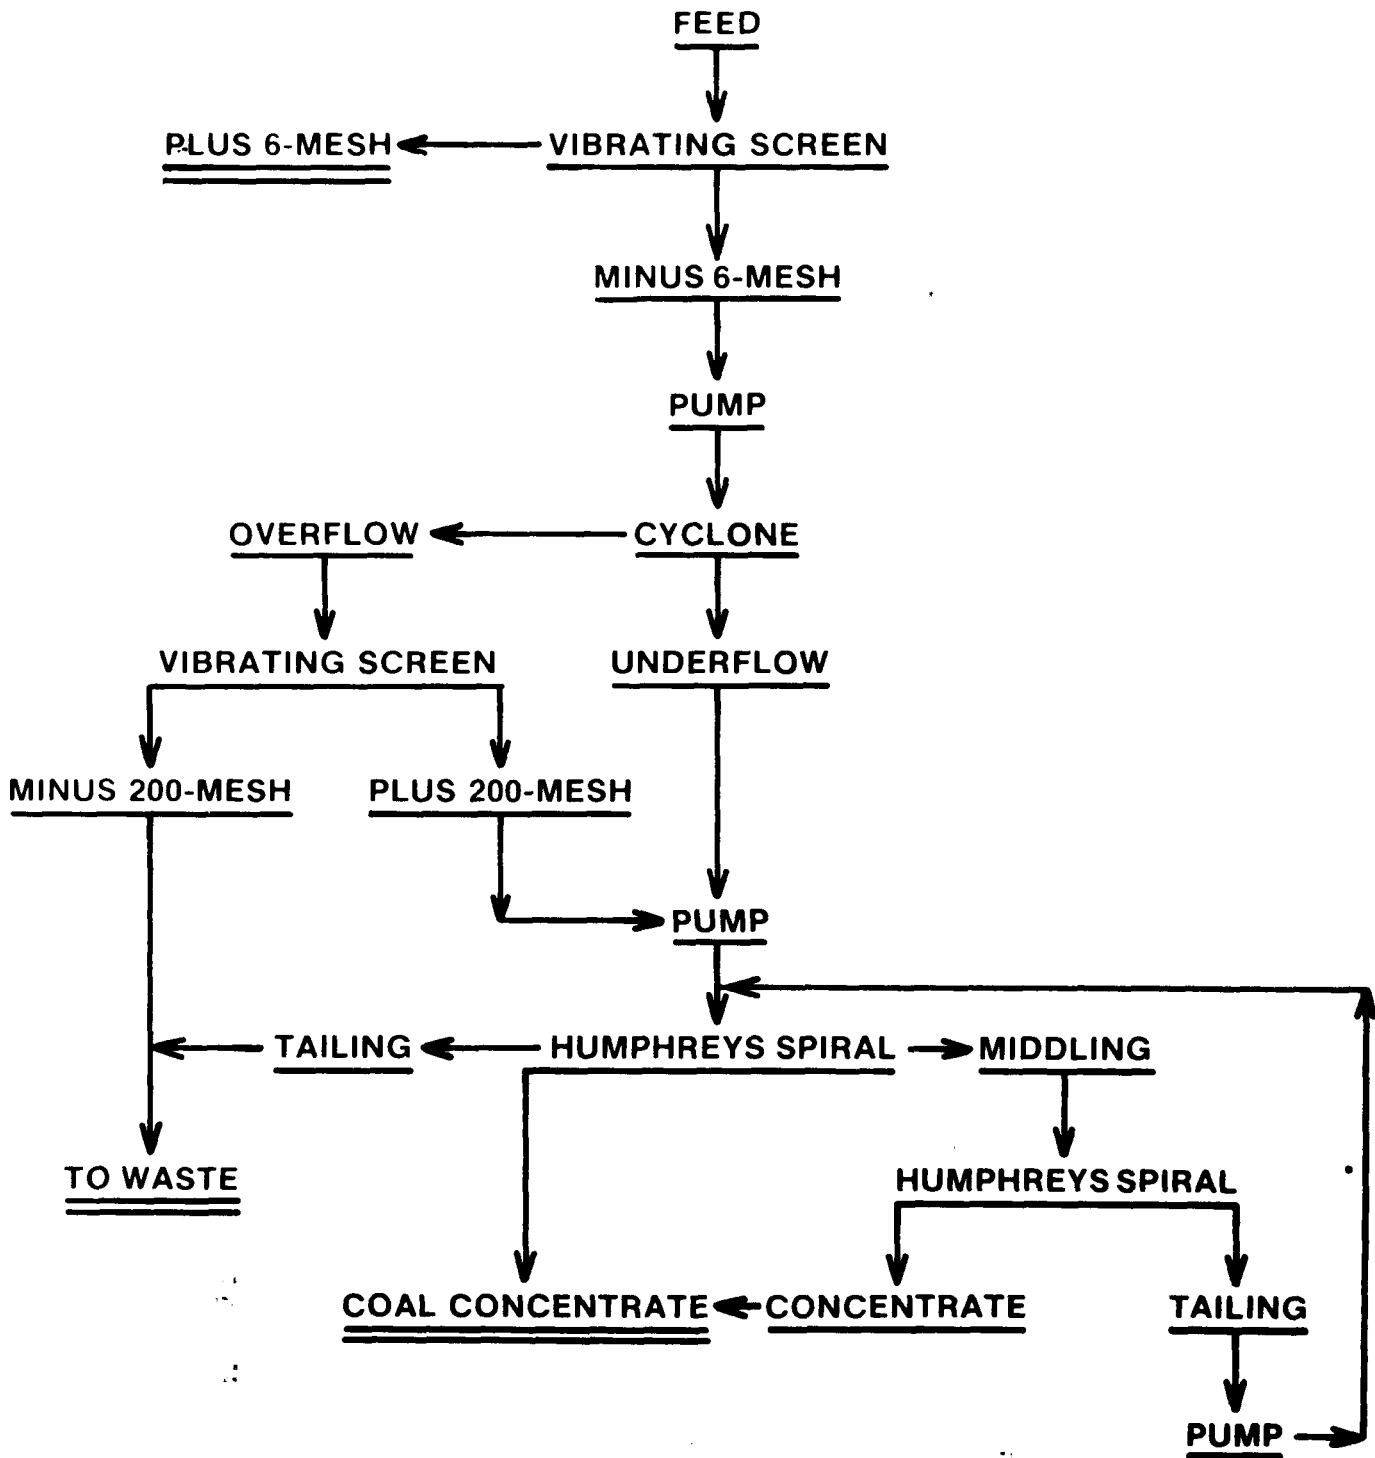 FEED
PLUS 6-MESH
VIBRATING SCREEN
MINUS 6-MESH
PUMP
OVERFLOW
CYCLONE
VIBRATING SCREEN
UNDERFLOW
MINUS 200-MESH
PLUS 200-MESH
PUMP
TAILING
HUMPHREYS SPIRAL
MIDDLING
TO WASTE
HUMPHREYS SPIRAL
COAL CONCENTRATE
CONCENTRATE
TAILING
PUMP